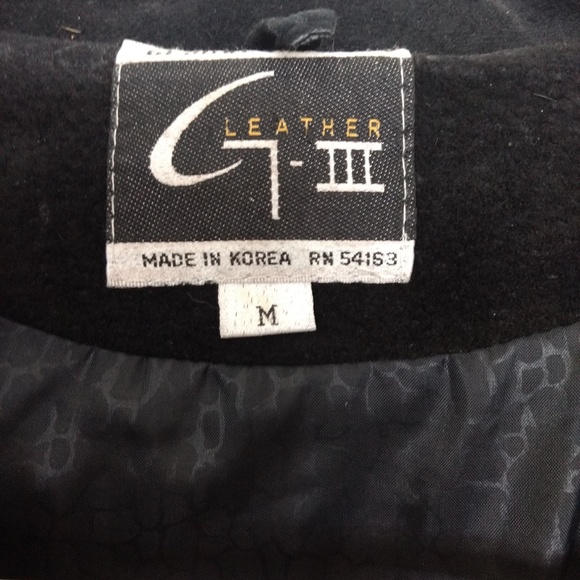 LEATHER
G-III
MADE IN KOREA RN 54163
M